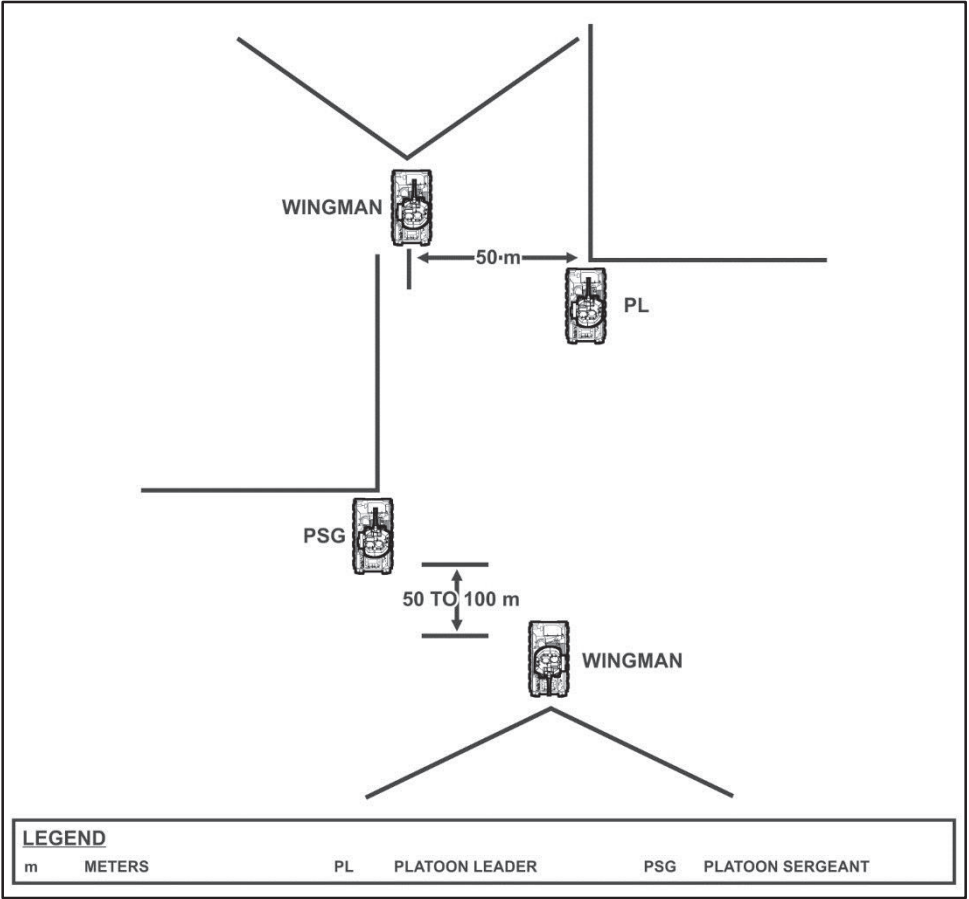 WINGMAN
50 m
PL
PSG
50 TO 100 m
WINGMAN
LEGEND
m METERS PL PLATOON LEADER PSG PLATOON SERGEANT